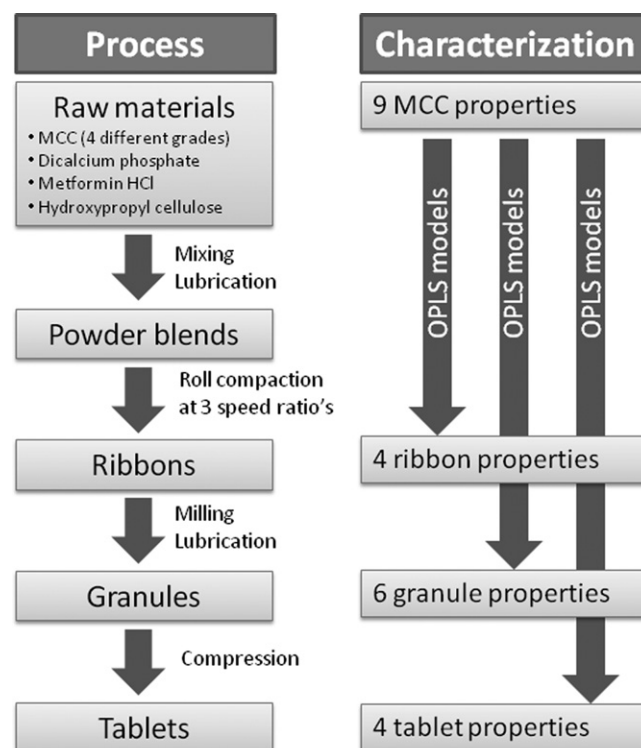 Process
Raw materials
• MCC (4 different grades)
• Dicalcium phosphate
• Metformin HCl
• Hydroxypropyl cellulose
Mixing
Lubrication
Powder blends
Roll compaction
at 3 speed ratio's
Ribbons
Milling
Lubrication
Granules
Compression
Tablets
Characterization
9 MCC properties
OPLS models
OPLS models
OPLS models
4 ribbon properties
6 granule properties
4 tablet properties